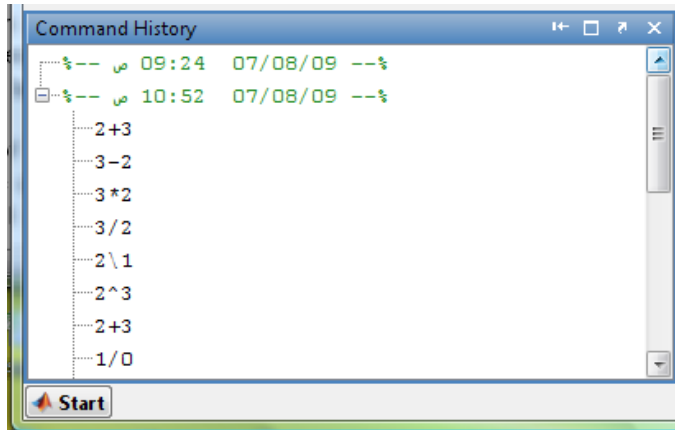 Command History
%-- ص 09:24 07/08/09 --%
%-- ص 10:52 07/08/09 --%
2+3
3-2
3*2
3/2
2\1
2^3
2+3
1/0
Start